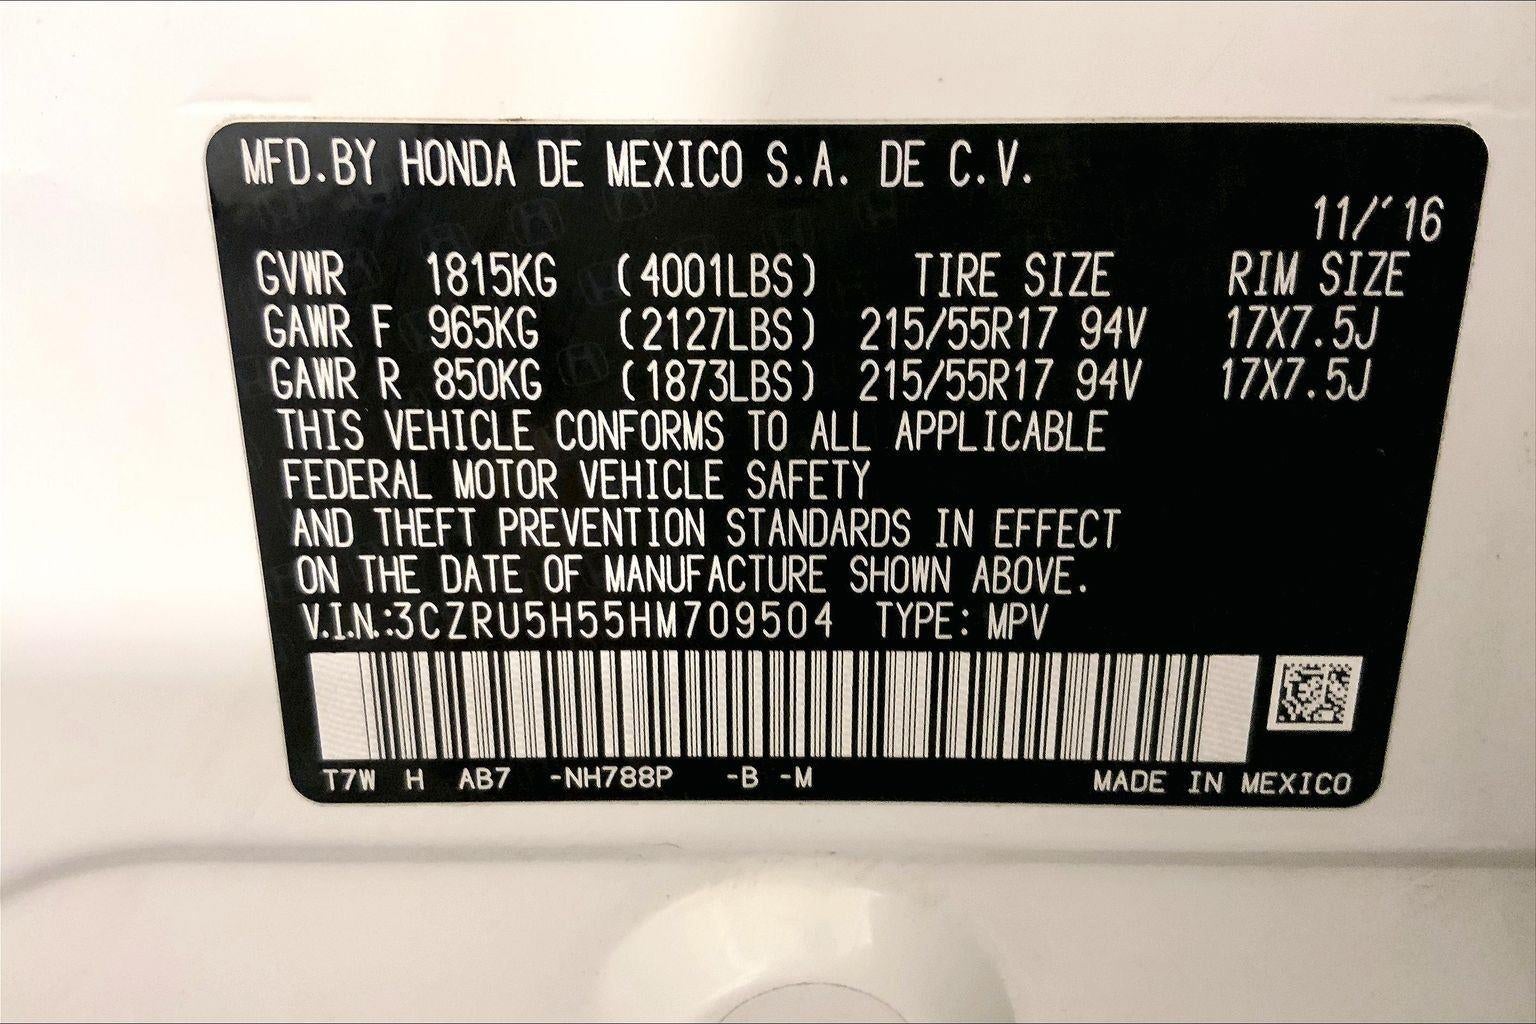 MFD.BY HONDA DE MEXICO S.A. DE C.V.
11/'16
GVWR 1815KG (4001LBS) TIRE SIZE RIM SIZE
GAWR F 965KG (2127LBS) 215/55R17 94V 17X7.5J
GAWR R 850KG (1873LBS) 215/55R17 94V 17X7.5J
THIS VEHICLE CONFORMS TO ALL APPLICABLE
FEDERAL MOTOR VEHICLE SAFETY
AND THEFT PREVENTION STANDARDS IN EFFECT
ON THE DATE OF MANUFACTURE SHOWN ABOVE.
V.I.N.:3CZRU5H55HM709504 TYPE: MPV
T7W H AB7 -NH788P -B -M MADE IN MEXICO